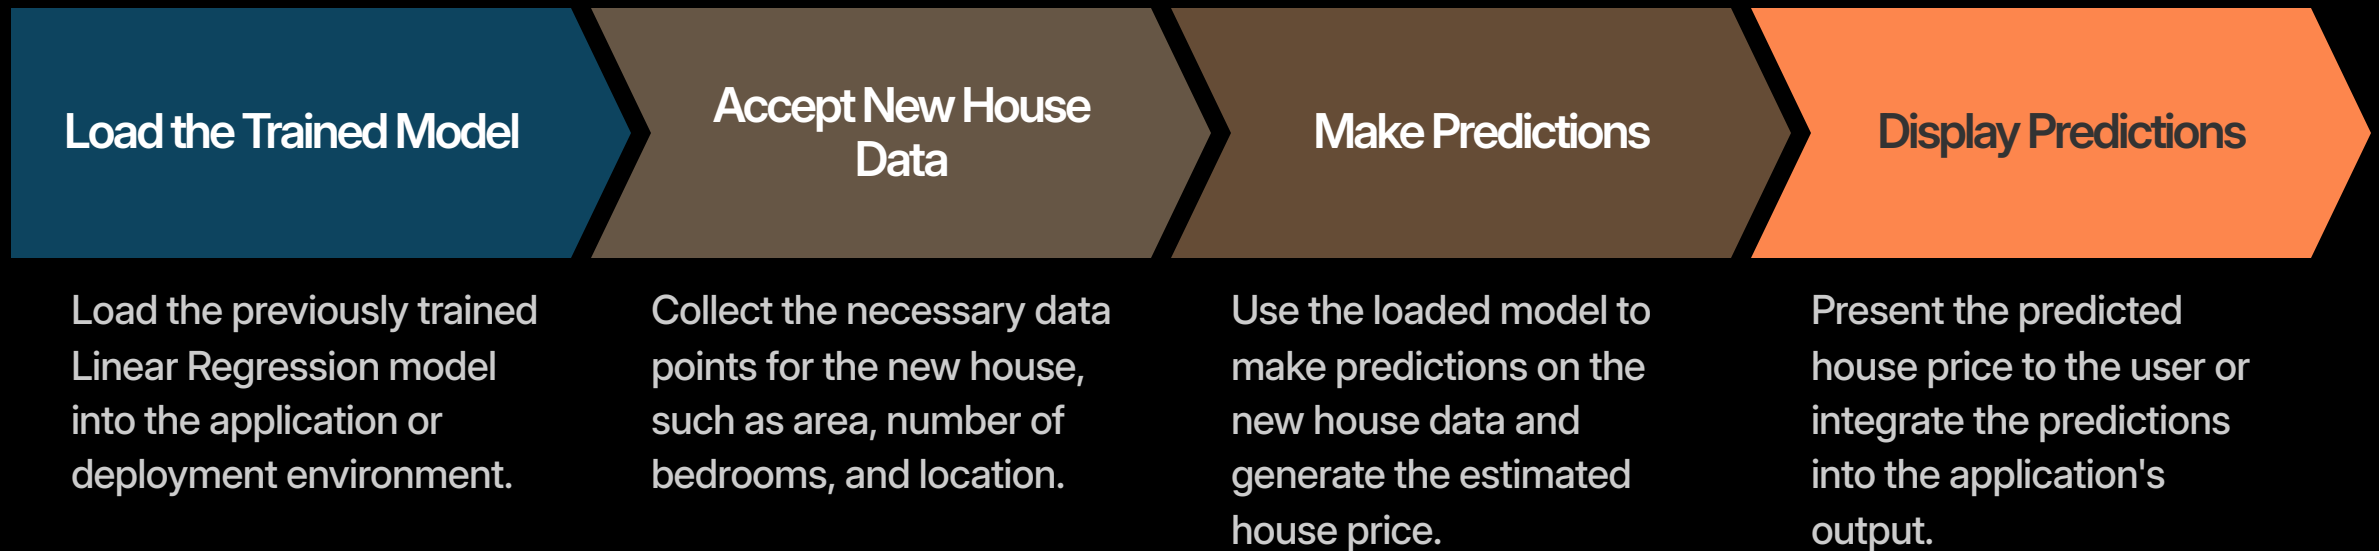 Load the Trained Model
Accept New House
Data
Make Predictions
Display Predictions
Load the previously trained
Linear Regression model
into the application or
deployment environment.
Collect the necessary data
points for the new house,
such as area, number of
bedrooms, and location.
Use the loaded model to
make predictions on the
new house data and
generate the estimated
house price.
Present the predicted
house price to the user or
integrate the predictions
into the application's
output.